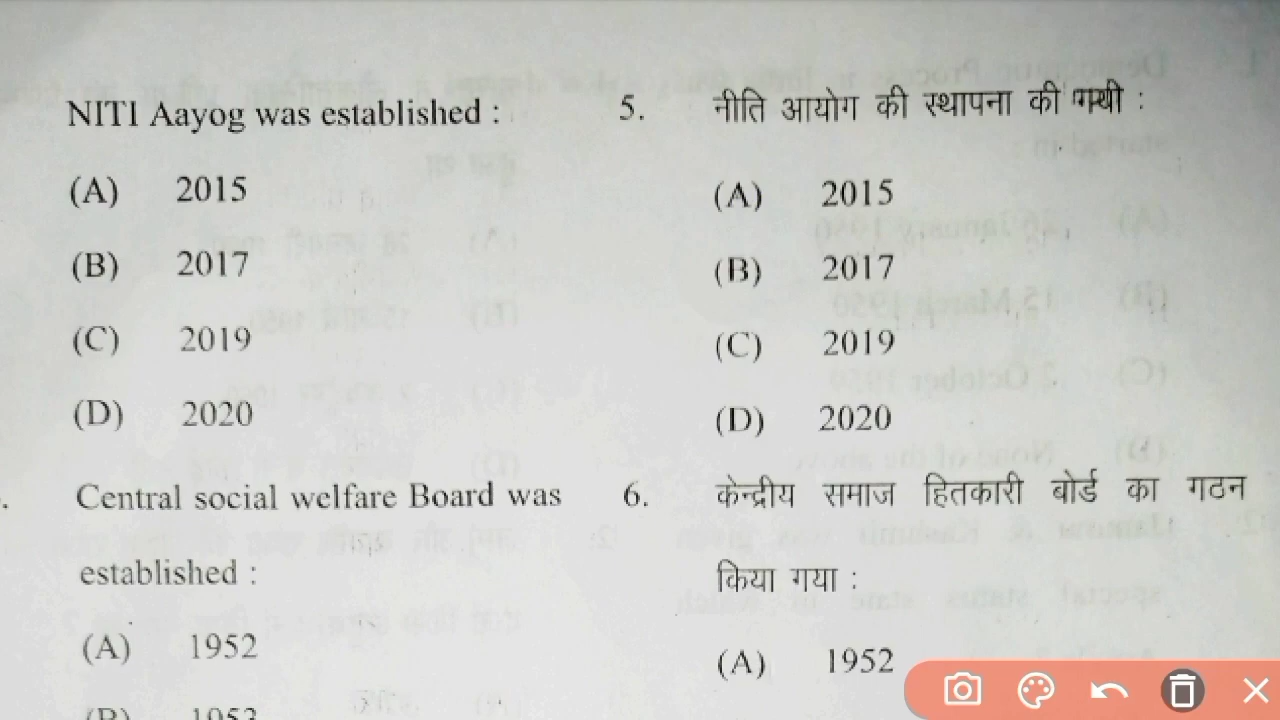 NITI Aayog was established :
(A) 2015
(B) 2017
(C) 2019
(D) 2020
Central social welfare Board was
established :
(A) 1952
(B) 1953
5. नीति आयोग की स्थापना की गयी :
(A) 2015
(B) 2017
(C) 2019
(D) 2020
6. केन्द्रीय समाज हितकारी बोर्ड का गठन
किया गया :
(A) 1952